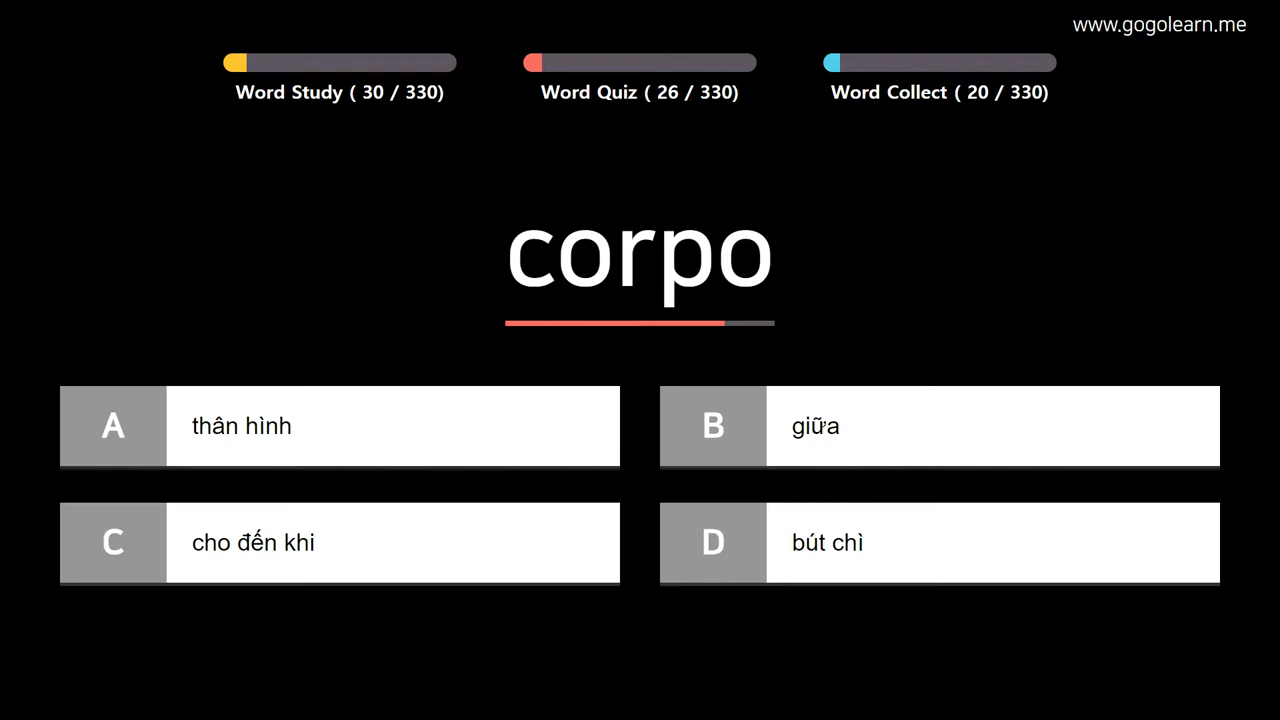 www.gogolearn.me
Word Study ( 30 / 330)
Word Quiz ( 26 / 330)
Word Collect ( 20 / 330)
corpo
A thân hình
B giữa
C cho đến khi
D bút chì